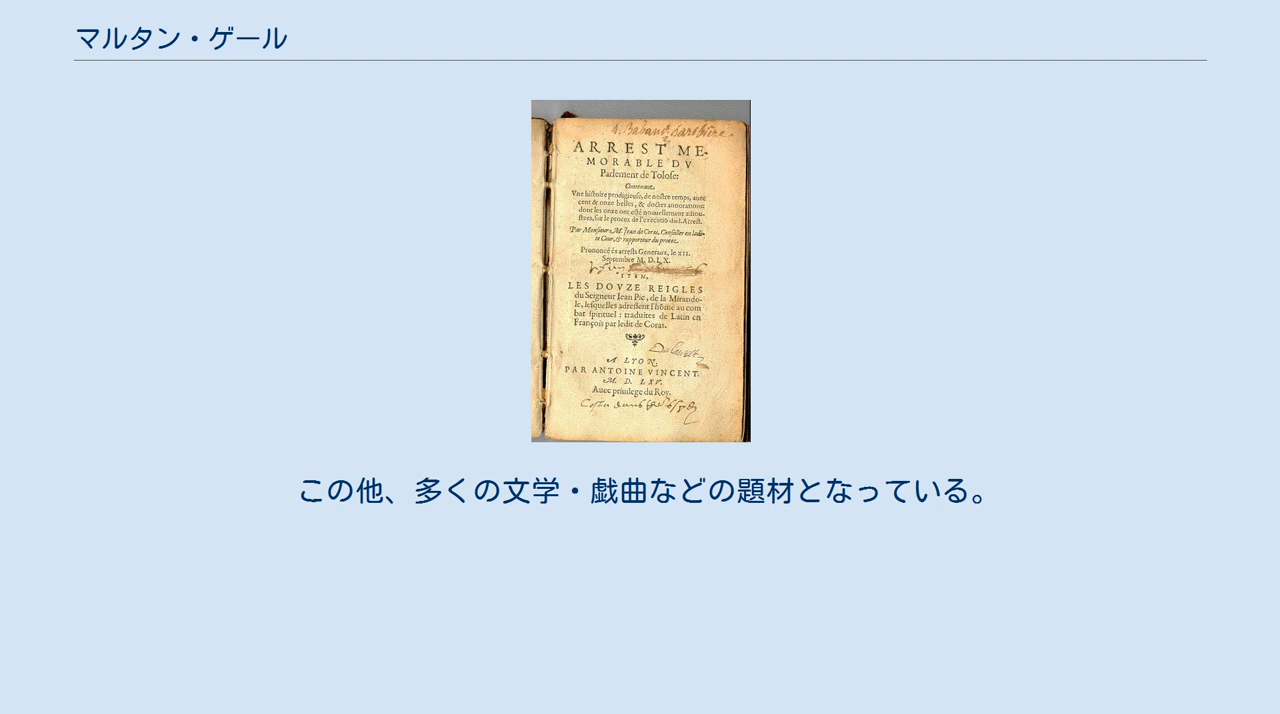 マルタン・ゲール
ARREST ME-
MORABLE DV
Parlement de Tolose:
Contenant,
Vne histoire prodigieuse, de nostre temps, auec
cent & onze belles, & doctes annotations
dont les onze ont esté nouuellement adiou-
stées, sur le procès de l'execution dud. Arrest.
Par Monsieur M. Iean de Coras, Conseiller en ladi-
te Cour, & rapporteur du proces.
Prononcé és arrests Generaux, le XII.
Septembre M. D. LX.
ITEM,
LES DOVZE REIGLES
du Seigneur Iean Pic, de la Mirando-
le, lesquelles adressent l'hôme au com
bat spirituel : traduites de Latin en
François par ledit de Coras.
A LYON,
PAR ANTOINE VINCENT.
M. D. LXV.
Auec priuilege du Roy.
この他、多くの文学・戯曲などの題材となっている。